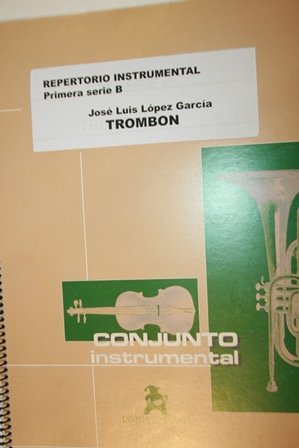 REPERTORIO INSTRUMENTAL
Primera serie B
José Luis López García
TROMBON
CONJUNTO
instrumental